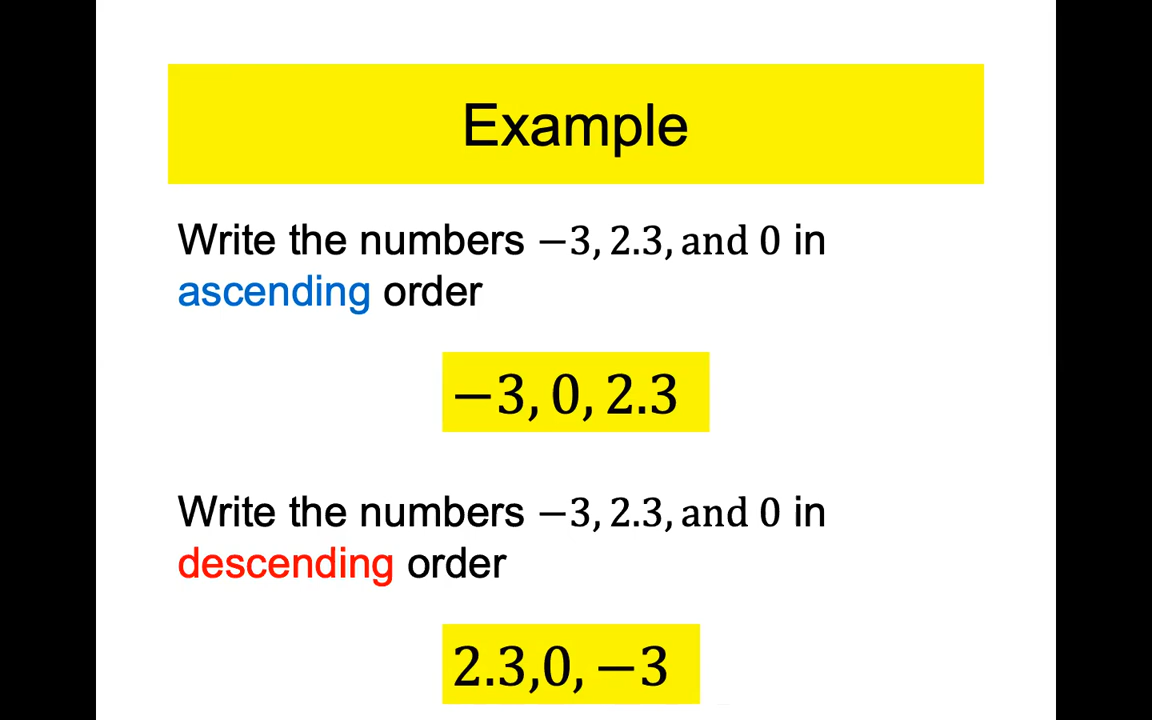 Example
Write the numbers −3, 2.3, and 0 in
ascending order
−3, 0, 2.3
Write the numbers −3, 2.3, and 0 in
descending order
2.3,0, −3